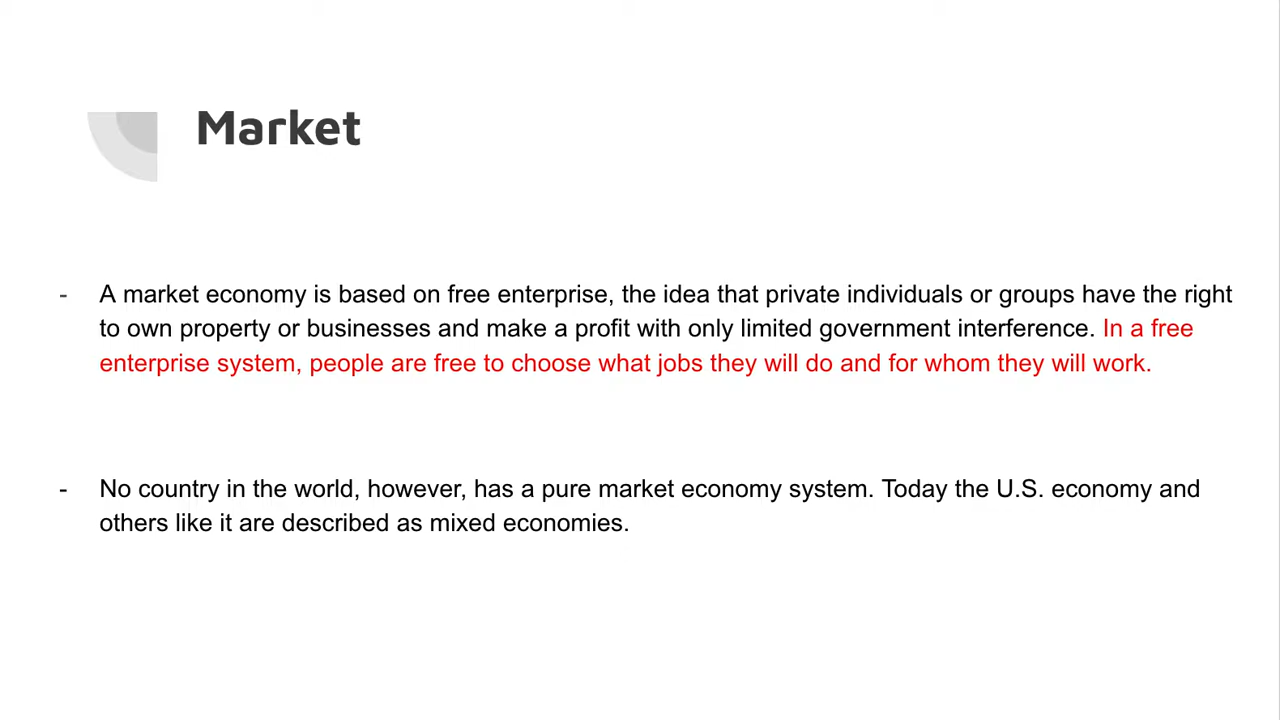 Market
- A market economy is based on free enterprise, the idea that private individuals or groups have the right
to own property or businesses and make a profit with only limited government interference. In a free
enterprise system, people are free to choose what jobs they will do and for whom they will work.
- No country in the world, however, has a pure market economy system. Today the U.S. economy and
others like it are described as mixed economies.